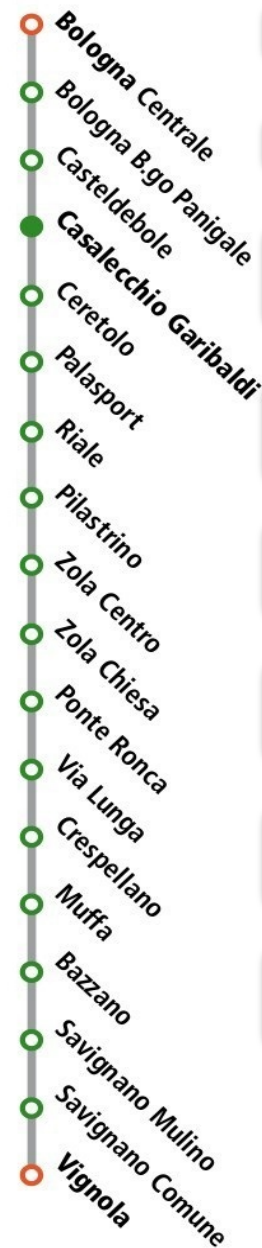 Bologna Centrale
Bologna B.go Panigale
Casteldebole
Casalecchio Garibaldi
Ceretolo
Palasport
Riale
Pilastrino
Zola Centro
Zola Chiesa
Ponte Ronca
Via Lunga
Crespellano
Muffa
Bazzano
Savignano Mulino
Savignano Comune
Vignola